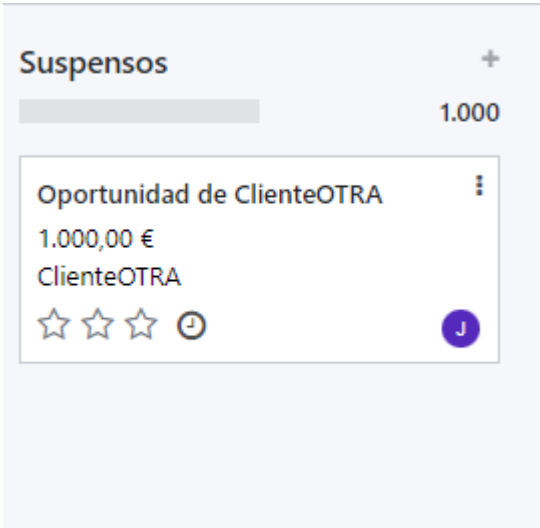 Suspensos
1.000
Oportunidad de ClienteOTRA
1.000,00 €
ClienteOTRA
J